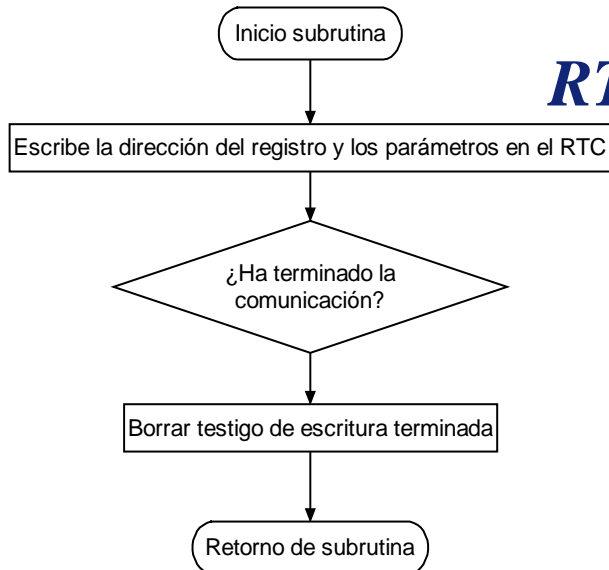 Inicio subrutina
RT
Escribe la dirección del registro y los parámetros en el RTC
¿Ha terminado la
comunicación?
Borrar testigo de escritura terminada
Retorno de subrutina